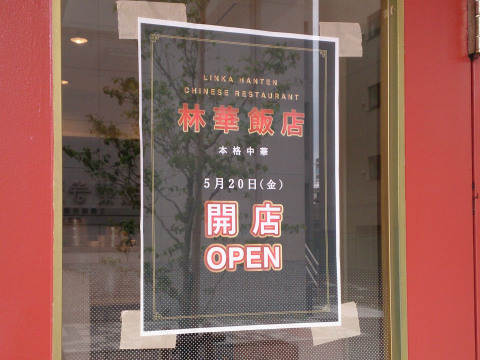 LINKA HANTEN
CHINESE RESTAURANT
林華飯店
本格中華
5月20日(金)
開店
OPEN